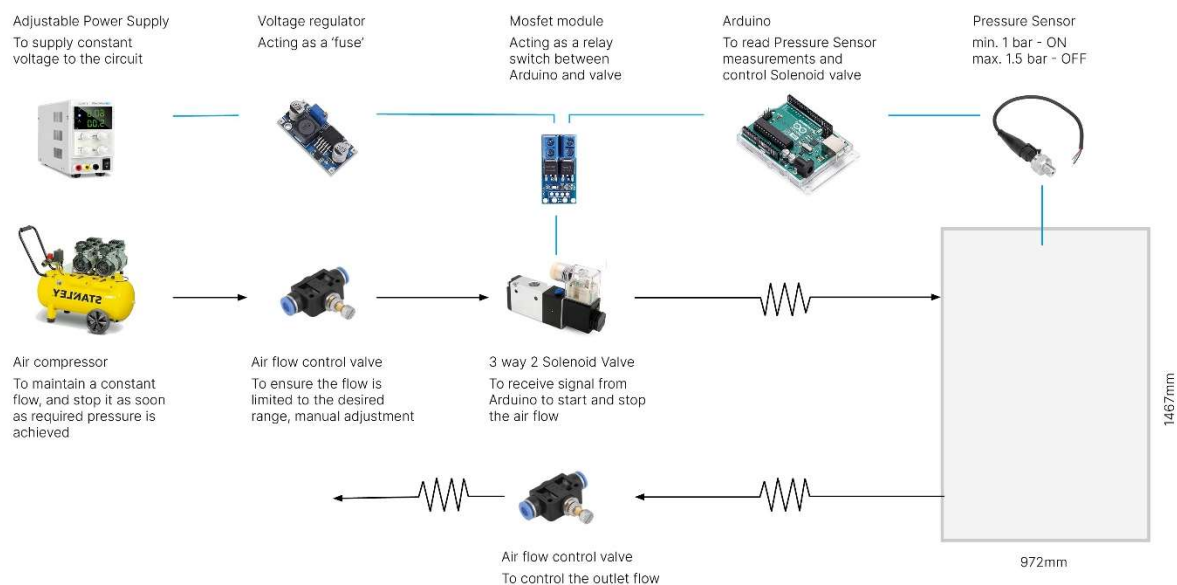 Adjustable Power Supply
To supply constant
voltage to the circuit
Voltage regulator
Acting as a ‘fuse’
Mosfet module
Acting as a relay
switch between
Arduino and valve
Arduino
To read Pressure Sensor
measurements and
control Solenoid valve
Pressure Sensor
min. 1 bar - ON
max. 1.5 bar - OFF
STANLEY
Air compressor
To maintain a constant
flow, and stop it as soon
as required pressure is
achieved
Air flow control valve
To ensure the flow is
limited to the desired
range, manual adjustment
3 way 2 Solenoid Valve
To receive signal from
Arduino to start and stop
the air flow
1467mm
Air flow control valve
To control the outlet flow
972mm